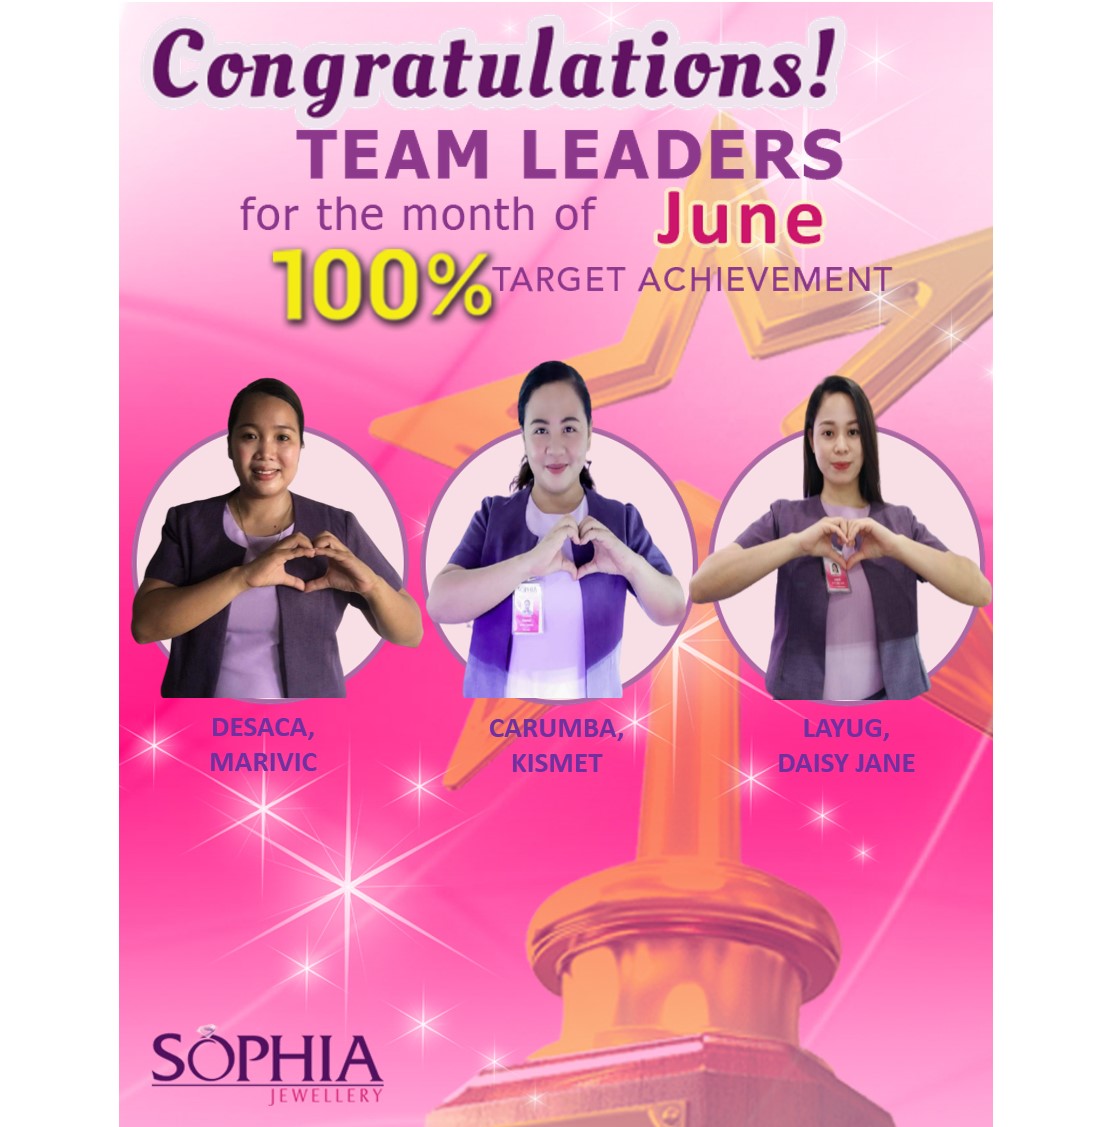 Congratulations!
TEAM LEADERS
for the month of June
100% TARGET ACHIEVEMENT
DESACA,
MARIVIC
CARUMBA,
KISMET
LAYUG,
DAISY JANE
SOPHIA
JEWELLERY